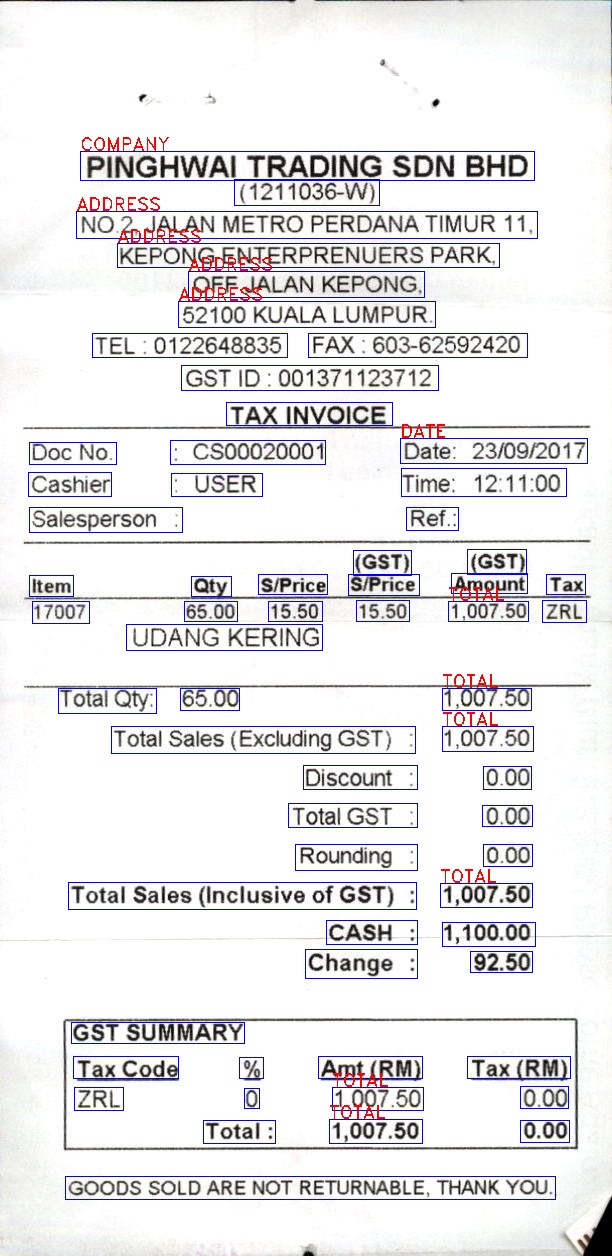 COMPANY
PINGHWAI TRADING SDN BHD
(1211036-W)
ADDRESS
NO.2, JALAN METRO PERDANA TIMUR 11,
ADDRESS
KEPONG ENTERPRENUERS PARK,
ADDRESS
OFF JALAN KEPONG,
ADDRESS
52100 KUALA LUMPUR.
TEL : 0122648835 FAX : 603-62592420
GST ID : 001371123712
TAX INVOICE
DATE
Doc No. : CS00020001 Date: 23/09/2017
Cashier : USER Time: 12:11:00
Salesperson : Ref.:
(GST) (GST)
Item Qty S/Price S/Price Amount Tax
TOTAL
17007 65.00 15.50 15.50 1,007.50 ZRL
UDANG KERING
TOTAL
Total Qty: 65.00 1,007.50
TOTAL
Total Sales (Excluding GST) : 1,007.50
Discount : 0.00
Total GST : 0.00
Rounding : 0.00
TOTAL
Total Sales (Inclusive of GST) : 1,007.50
CASH : 1,100.00
Change : 92.50
GST SUMMARY
Tax Code % Amt (RM) Tax (RM)
TOTAL
ZRL 0 1,007.50 0.00
TOTAL
Total : 1,007.50 0.00
GOODS SOLD ARE NOT RETURNABLE, THANK YOU.